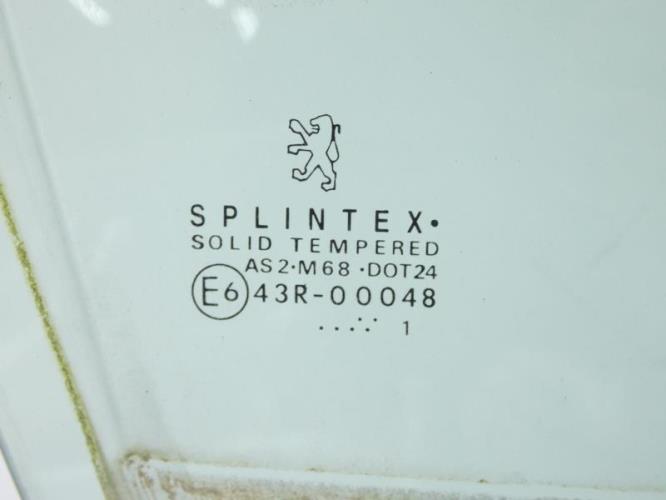 SPLINTEX•
SOLID TEMPERED
AS2·M68·DOT24
E6 43R-00048
...∴· 1